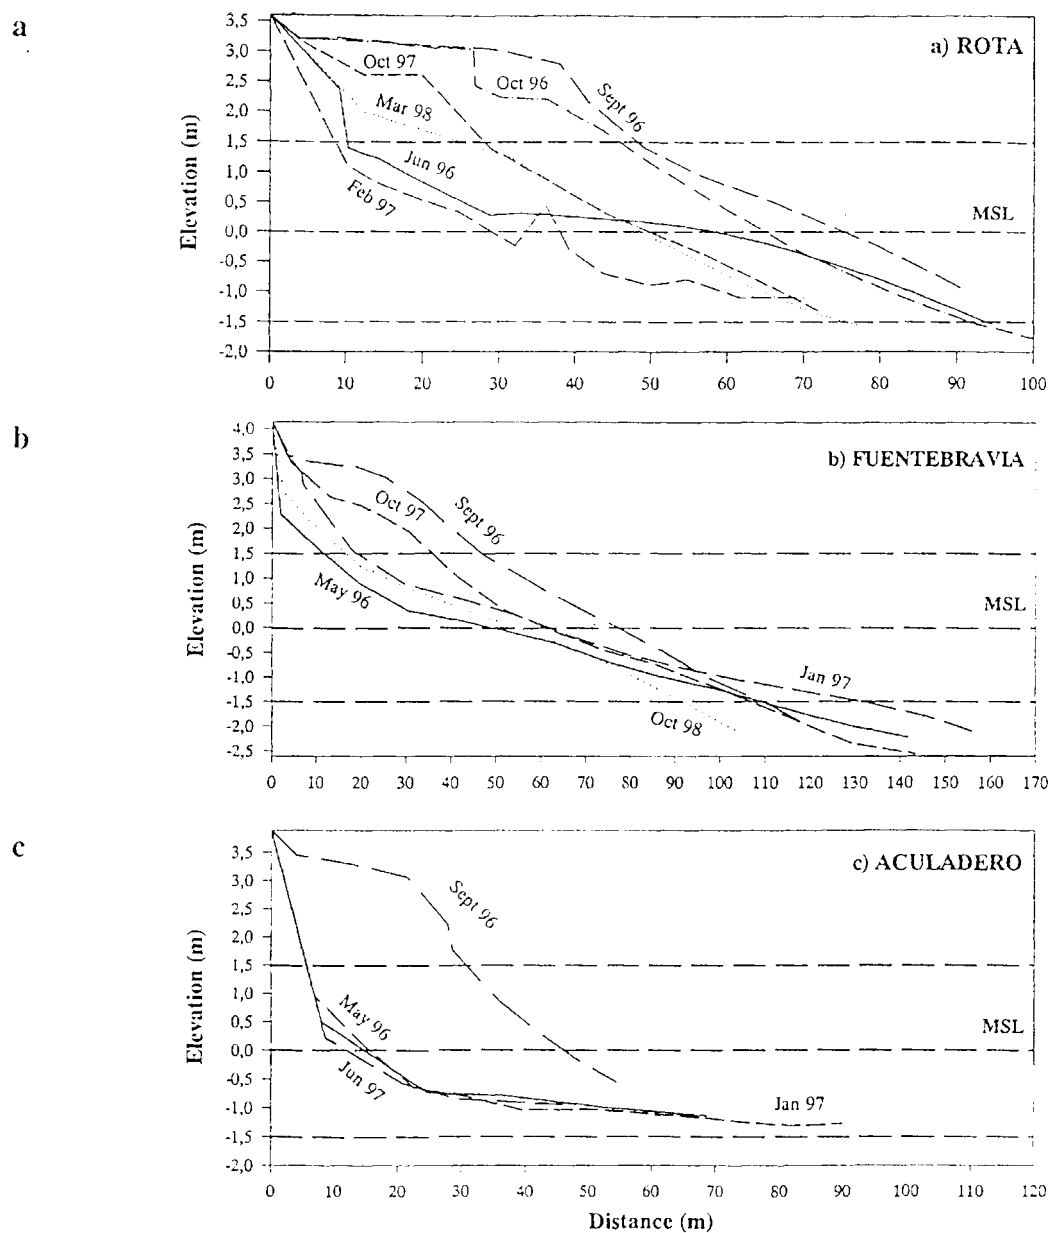 a
a) ROTA
Elevation (m)
3,5
3,0
2,5
2,0
1,5
1,0
0,5
0,0
-0,5
-1,0
-1,5
-2,0
Oct 97
Oct 96
Sept 96
Mar 98
Jun 96
Feb 97
MSL
0 10 20 30 40 50 60 70 80 90 100
b
b) FUENTEBRAVIA
Elevation (m)
4,0
3,5
3,0
2,5
2,0
1,5
1,0
0,5
0,0
-0,5
-1,0
-1,5
-2,0
-2,5
Oct 97
Sept 96
May 96
MSL
Jan 97
Oct 98
0 10 20 30 40 50 60 70 80 90 100 110 120 130 140 150 160 170
c
c) ACULADERO
Elevation (m)
3,5
3,0
2,5
2,0
1,5
1,0
0,5
0,0
-0,5
-1,0
-1,5
-2,0
Sept 96
May 96
MSL
Jun 97
Jan 97
0 10 20 30 40 50 60 70 80 90 100 110 120
Distance (m)